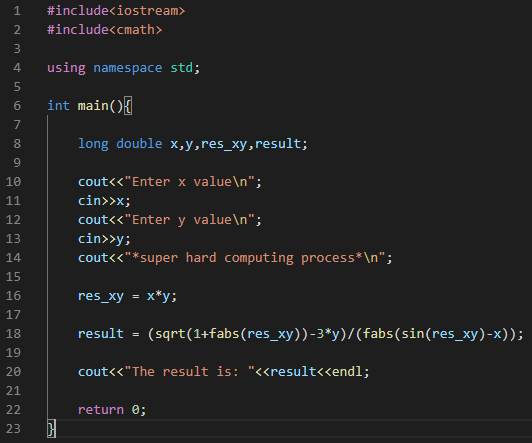 1 #include<iostream>
2 #include<cmath>
3
4 using namespace std;
5
6 int main(){
7
8 long double x,y,res_xy,result;
9
10 cout<<"Enter x value\n";
11 cin>>x;
12 cout<<"Enter y value\n";
13 cin>>y;
14 cout<<"*super hard computing process*\n";
15
16 res_xy = x*y;
17
18 result = (sqrt(1+fabs(res_xy))-3*y)/(fabs(sin(res_xy)-x));
19
20 cout<<"The result is: "<<result<<endl;
21
22 return 0;
23 }